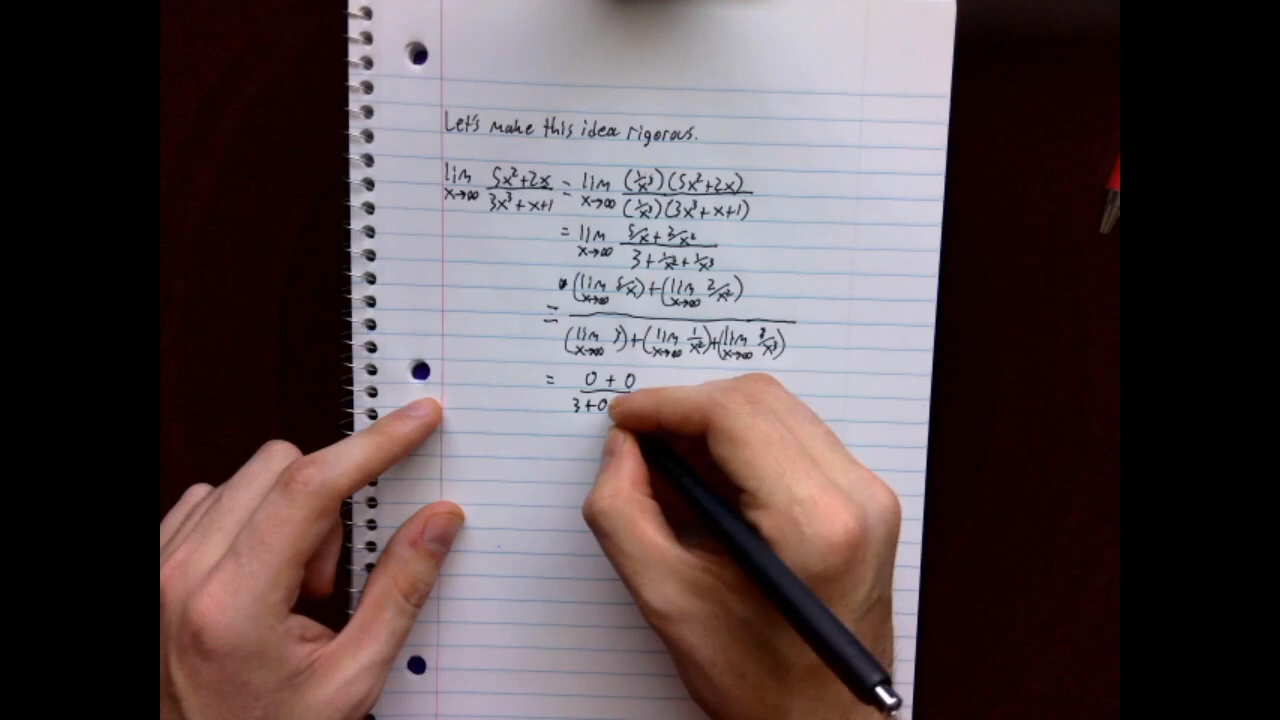 Let's make this idea rigorous.
lim x→∞ (5x²+2x)/(3x³+x+1) = lim x→∞ ((1/x³)(5x²+2x))/((1/x³)(3x³+x+1))
= lim x→∞ (5/x + 2/x²)/(3 + 1/x² + 1/x³)
= ((lim x→∞ 5/x) + (lim x→∞ 2/x²))/((lim x→∞ 3) + (lim x→∞ 1/x²) + (lim x→∞ 3/x³))
= (0 + 0)/(3+0